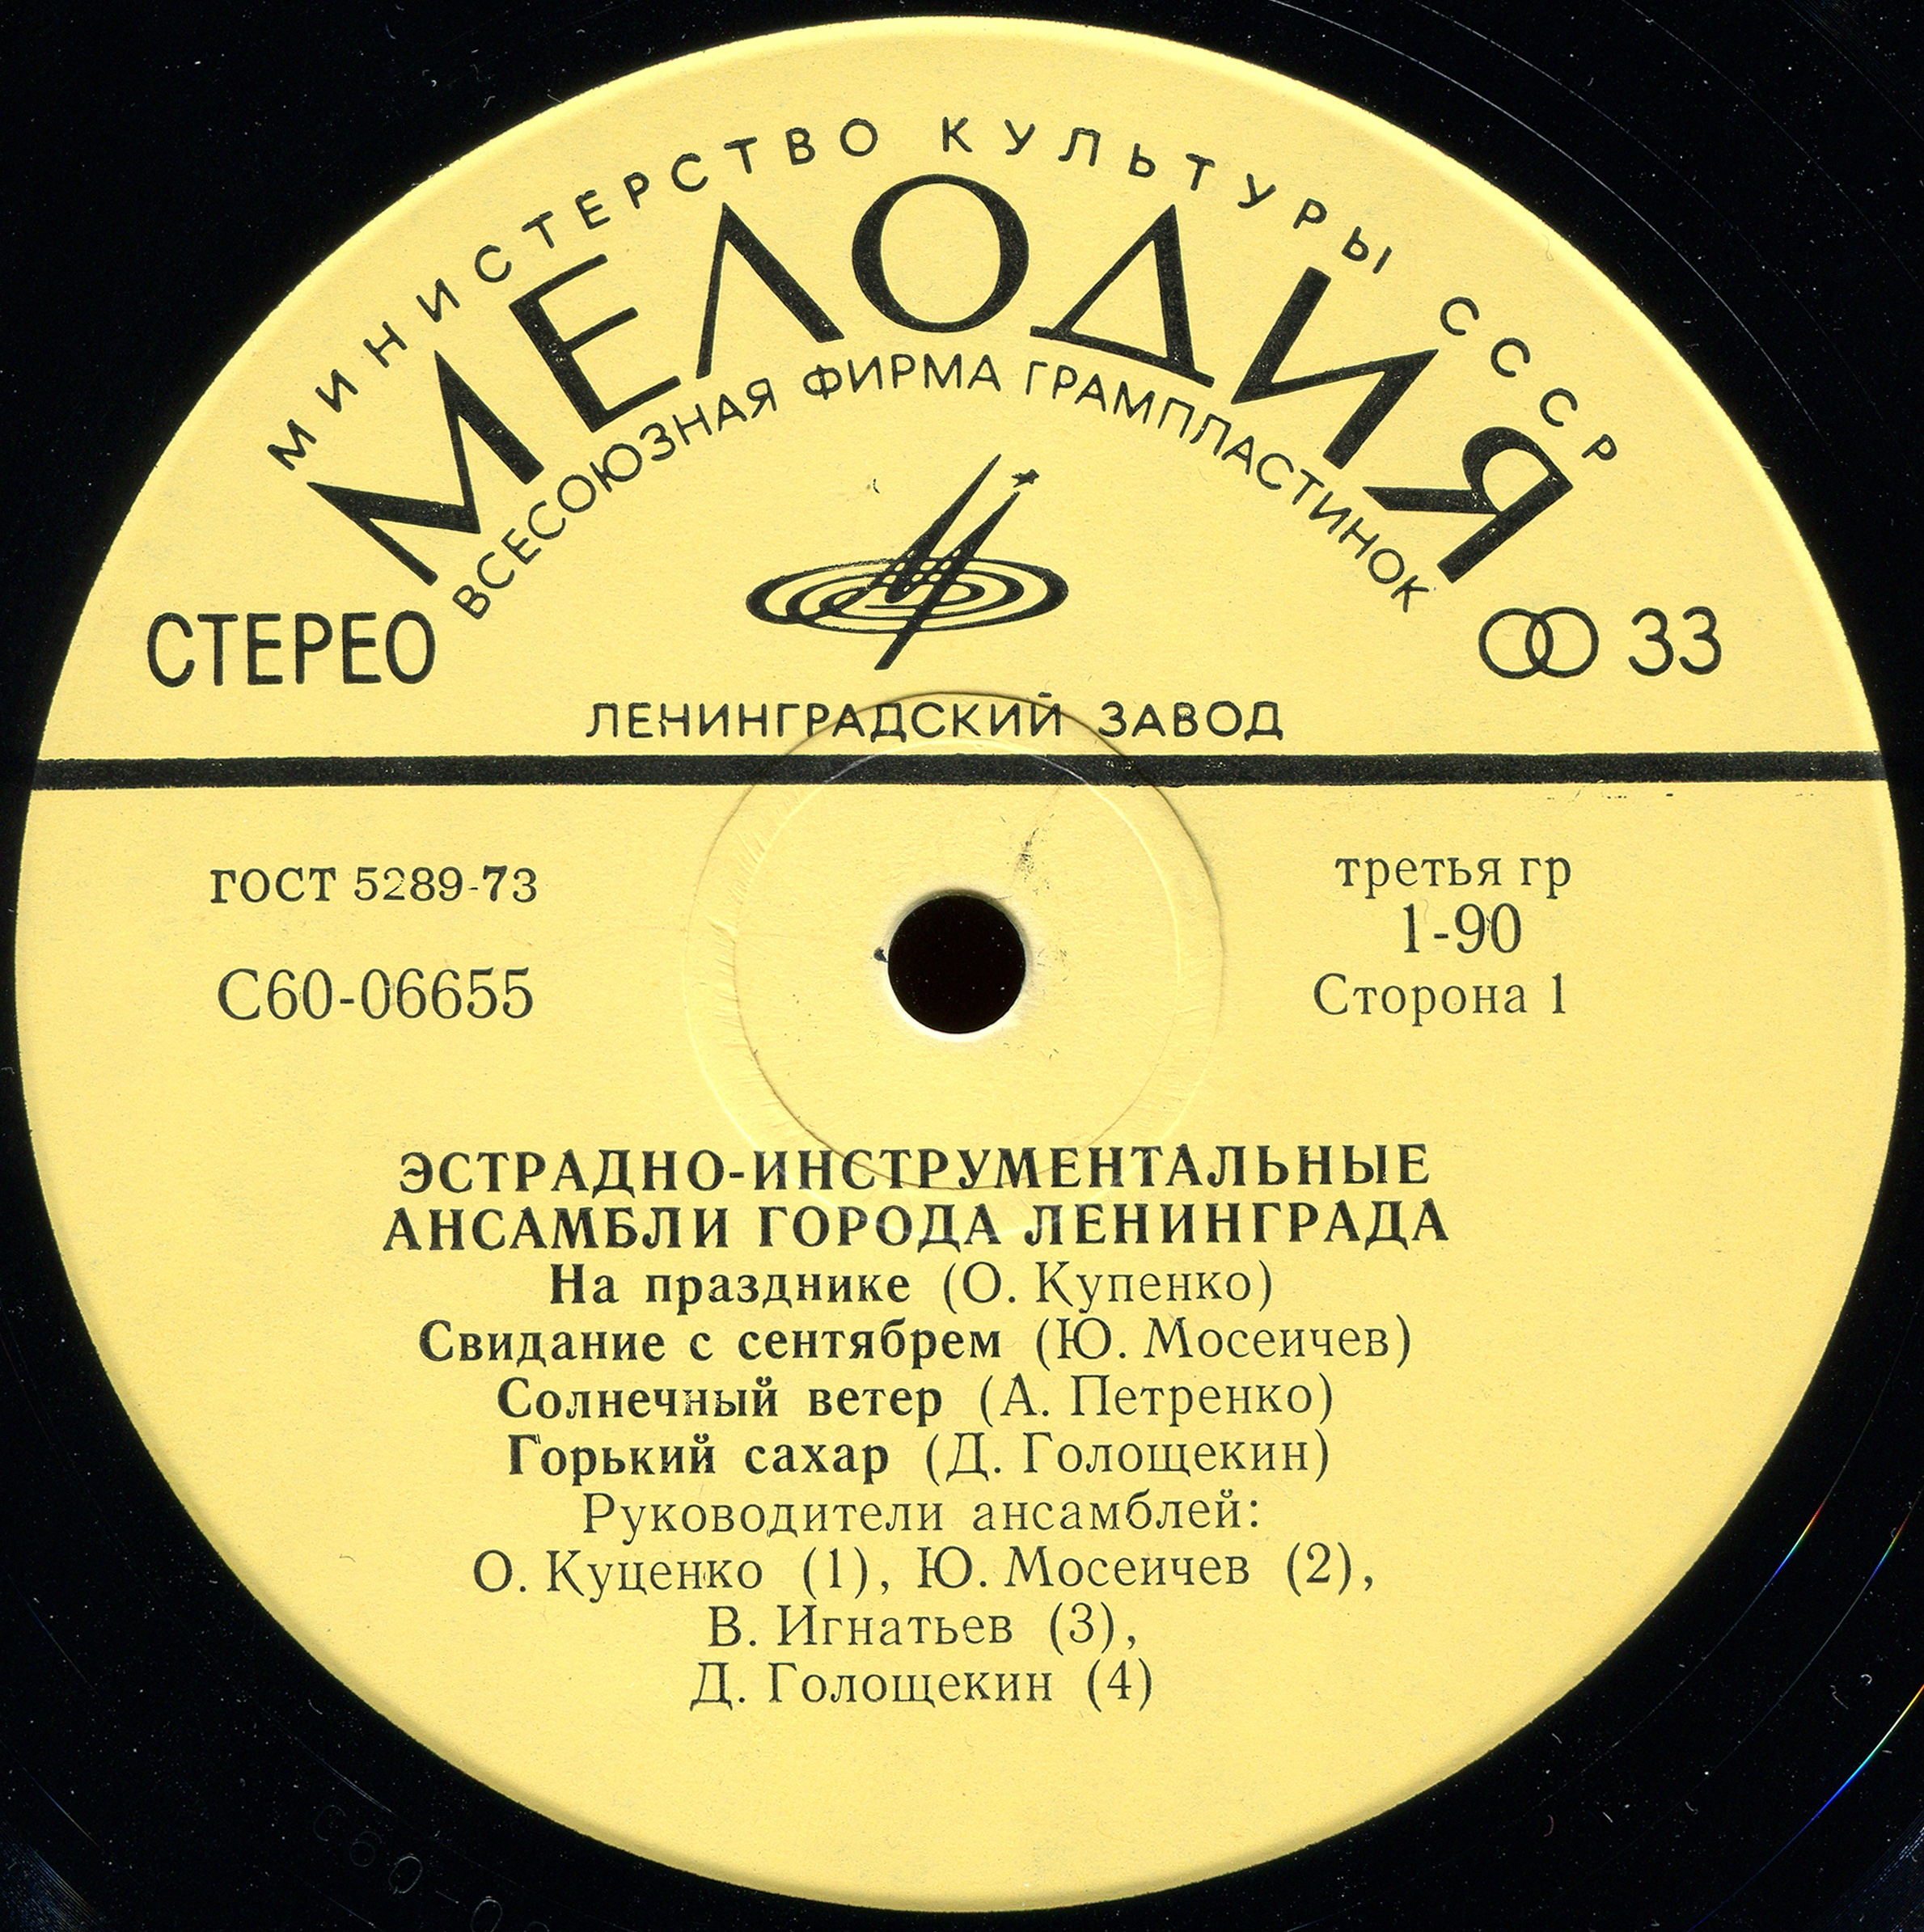 МИНИСТЕРСТВО КУЛЬТУРЫ СССР
МЕЛОДИЯ
ВСЕСОЮЗНАЯ ФИРМА ГРАМПЛАСТИНОК
СТЕРЕО
33
ЛЕНИНГРАДСКИЙ ЗАВОД
ГОСТ 5289-73
С60-06655
третья гр
1-90
Сторона 1
ЭСТРАДНО-ИНСТРУМЕНТАЛЬНЫЕ
АНСАМБЛИ ГОРОДА ЛЕНИНГРАДА
На празднике (О. Купенко)
Свидание с сентябрем (Ю. Мосеичев)
Солнечный ветер (А. Петренко)
Горький сахар (Д. Голощекин)
Руководители ансамблей:
О. Куценко (1), Ю. Мосеичев (2),
В. Игнатьев (3),
Д. Голощекин (4)